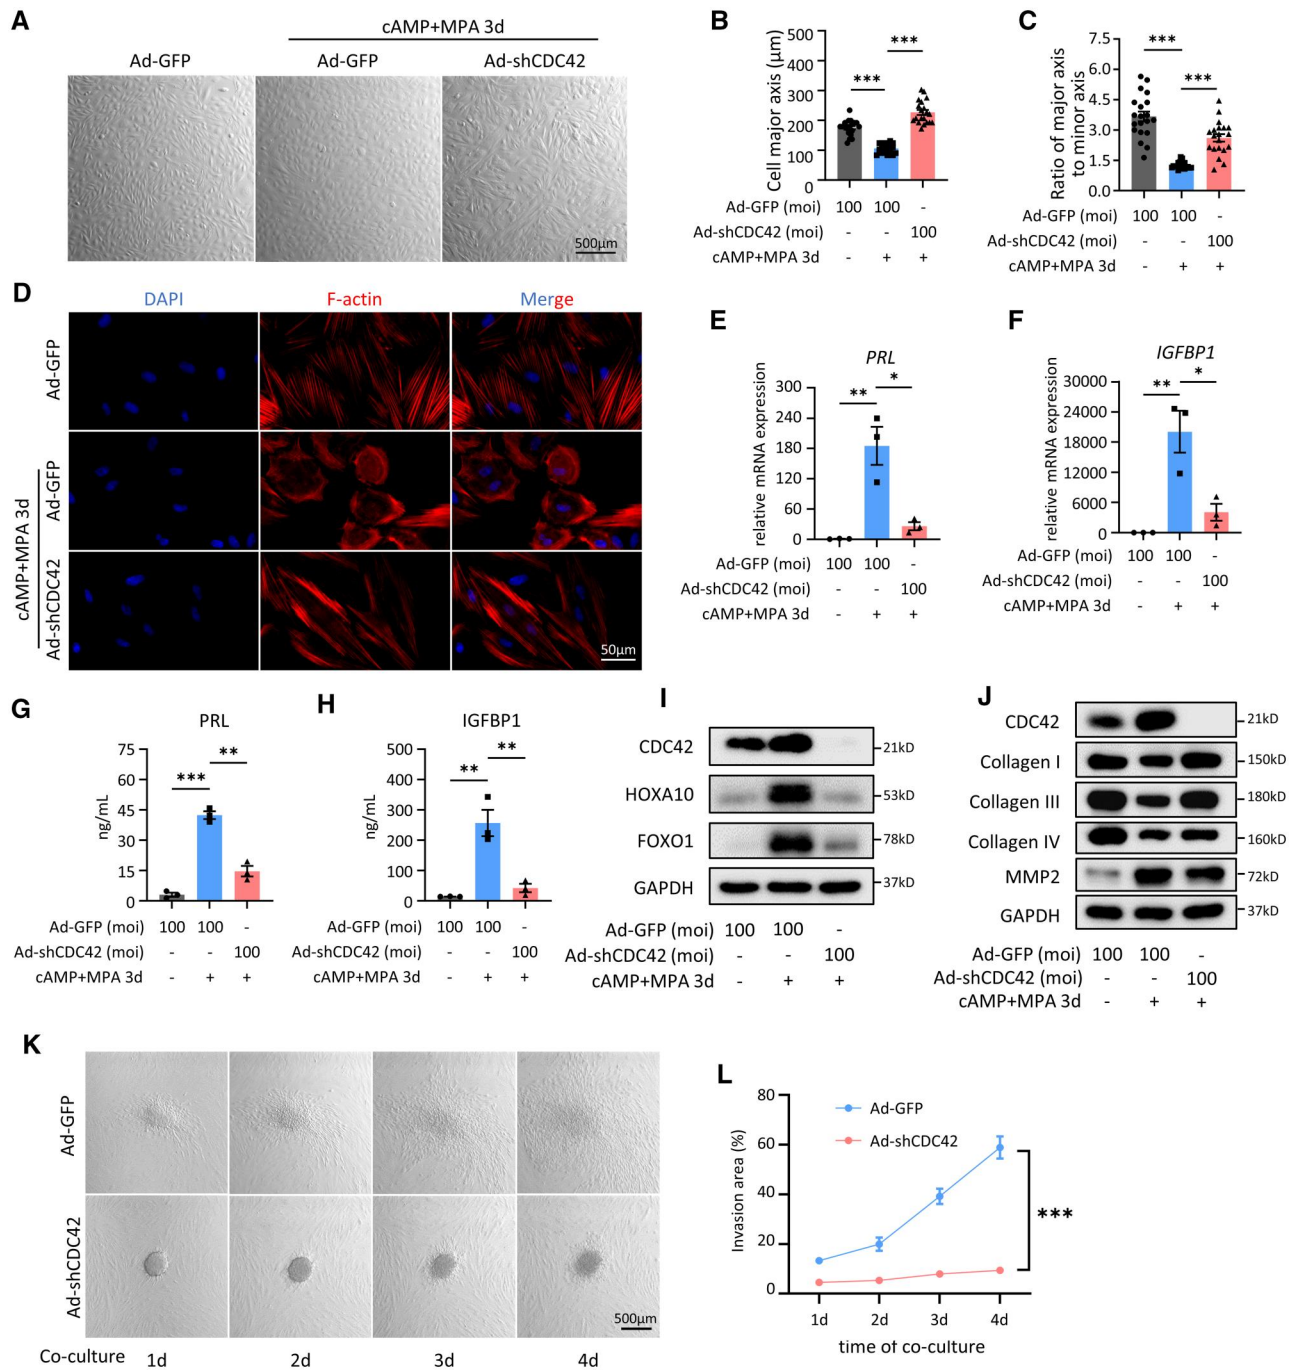 A
cAMP+MPA 3d
Ad-GFP
Ad-GFP
Ad-shCDC42
500μm
B
Cell major axis (μm)
500
400
300
200
100
0
***
***
Ad-GFP (moi) 100 100 -
Ad-shCDC42 (moi) - - 100
cAMP+MPA 3d - + +
C
Ratio of major axis
to minor axis
7.5
6.0
4.5
3.0
1.5
0.0
***
***
Ad-GFP (moi) 100 100 -
Ad-shCDC42 (moi) - - 100
cAMP+MPA 3d - + +
D
DAPI
F-actin
Merge
Ad-GFP
cAMP+MPA 3d
Ad-GFP
Ad-shCDC42
50μm
E
PRL
relative mRNA expression
300
240
180
120
60
0
**
*
Ad-GFP (moi) 100 100 -
Ad-shCDC42 (moi) - - 100
cAMP+MPA 3d - + +
F
IGFBP1
relative mRNA expression
30000
24000
18000
12000
6000
0
**
*
Ad-GFP (moi) 100 100 -
Ad-shCDC42 (moi) - - 100
cAMP+MPA 3d - + +
G
PRL
ng/mL
75
60
45
30
15
0
***
**
Ad-GFP (moi) 100 100 -
Ad-shCDC42 (moi) - - 100
cAMP+MPA 3d - + +
H
IGFBP1
ng/mL
500
400
300
200
100
0
**
**
Ad-GFP (moi) 100 100 -
Ad-shCDC42 (moi) - - 100
cAMP+MPA 3d - + +
I
CDC42 21kD
HOXA10 53kD
FOXO1 78kD
GAPDH 37kD
Ad-GFP (moi) 100 100 -
Ad-shCDC42 (moi) - - 100
cAMP+MPA 3d - + +
J
CDC42 21kD
Collagen I 150kD
Collagen III 180kD
Collagen IV 160kD
MMP2 72kD
GAPDH 37kD
Ad-GFP (moi) 100 100 -
Ad-shCDC42 (moi) - - 100
cAMP+MPA 3d - + +
K
Ad-GFP
Ad-shCDC42
500μm
Co-culture 1d 2d 3d 4d
L
Invasion area (%)
80
60
40
20
0
Ad-GFP
Ad-shCDC42
***
1d 2d 3d 4d
time of co-culture